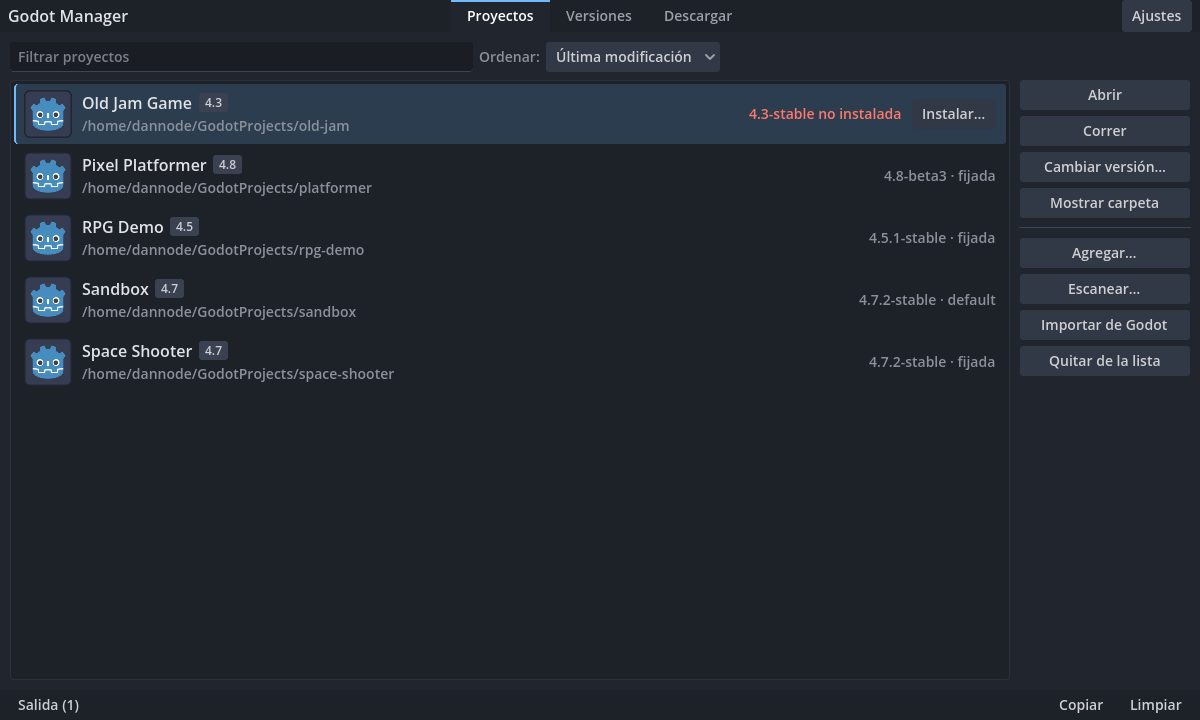 Godot Manager
Proyectos
Versiones
Descargar
Ajustes
Filtrar proyectos
Ordenar:
Última modificación
Old Jam Game 4.3
/home/dannode/GodotProjects/old-jam
4.3-stable no instalada
Instalar...
Pixel Platformer 4.8
/home/dannode/GodotProjects/platformer
4.8-beta3 · fijada
RPG Demo 4.5
/home/dannode/GodotProjects/rpg-demo
4.5.1-stable · fijada
Sandbox 4.7
/home/dannode/GodotProjects/sandbox
4.7.2-stable · default
Space Shooter 4.7
/home/dannode/GodotProjects/space-shooter
4.7.2-stable · fijada
Abrir
Correr
Cambiar versión...
Mostrar carpeta
Agregar...
Escanear...
Importar de Godot
Quitar de la lista
Salida (1)
Copiar
Limpiar